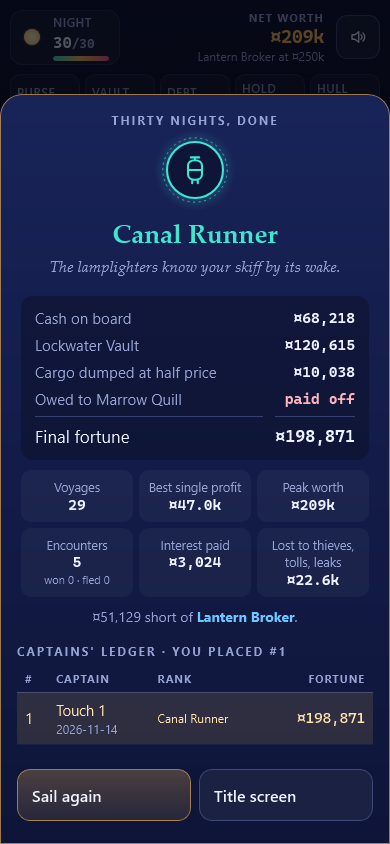 NIGHT
30/30
NET WORTH
¤209k
Lantern Broker at ¤250k
PURSE
VAULT
DEBT
HOLD
HULL
THIRTY NIGHTS, DONE
Canal Runner
The lamplighters know your skiff by its wake.
Cash on board ¤68,218
Lockwater Vault ¤120,615
Cargo dumped at half price ¤10,038
Owed to Marrow Quill paid off
Final fortune ¤198,871
Voyages
29
Best single profit
¤47.0k
Peak worth
¤209k
Encounters
5
won 0 · fled 0
Interest paid
¤3,024
Lost to thieves,
tolls, leaks
¤22.6k
¤51,129 short of Lantern Broker.
CAPTAINS' LEDGER · YOU PLACED #1
# CAPTAIN RANK FORTUNE
1 Touch 1 Canal Runner ¤198,871
2026-11-14
Sail again
Title screen